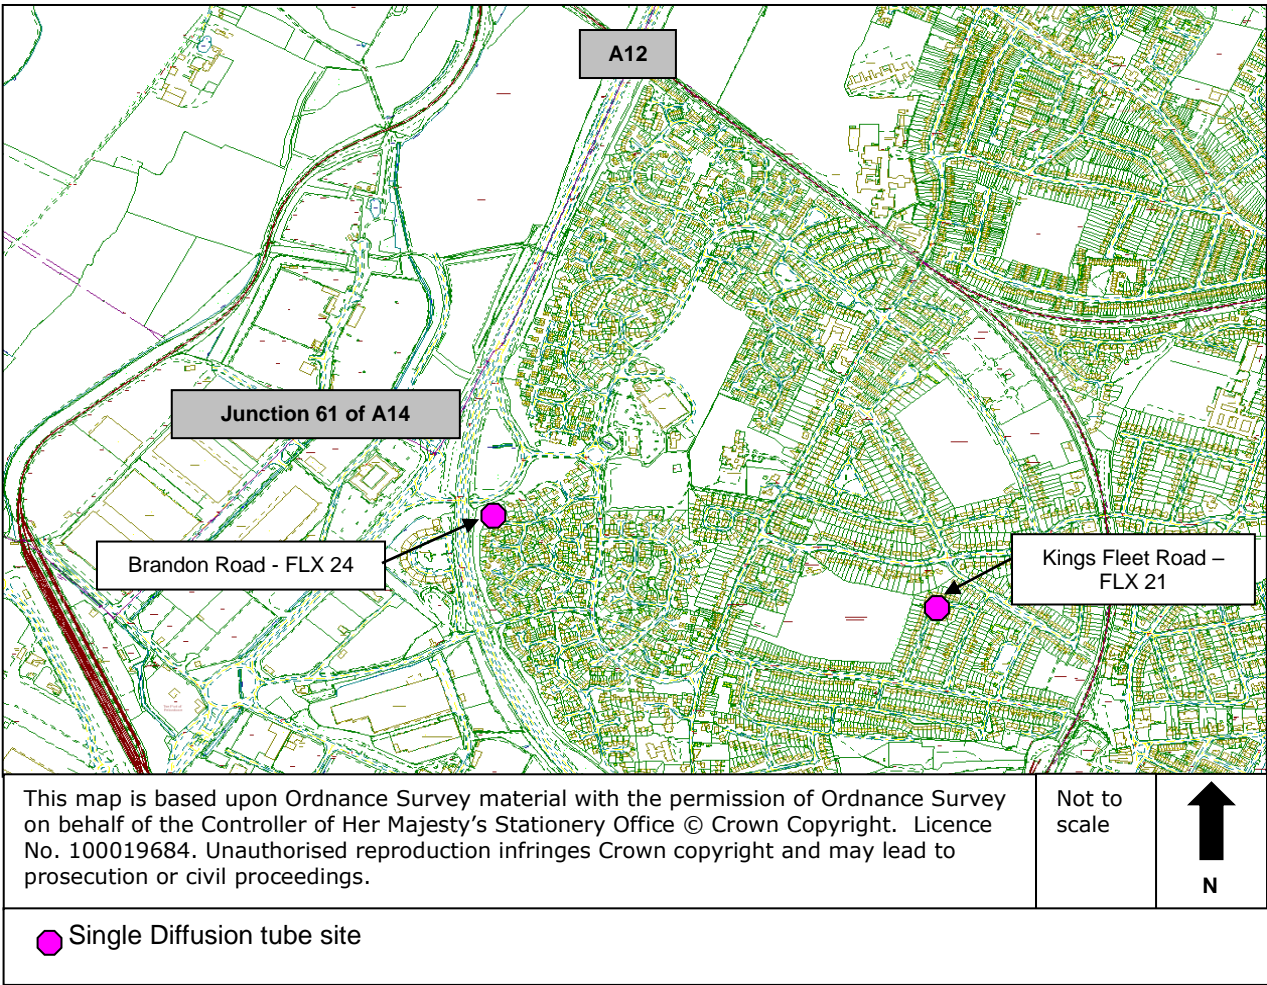 A12
Junction 61 of A14
Brandon Road - FLX 24
Kings Fleet Road –
FLX 21
This map is based upon Ordnance Survey material with the permission of Ordnance Survey
on behalf of the Controller of Her Majesty's Stationery Office © Crown Copyright. Licence
No. 100019684. Unauthorised reproduction infringes Crown copyright and may lead to
prosecution or civil proceedings.
Not to
scale
N
Single Diffusion tube site